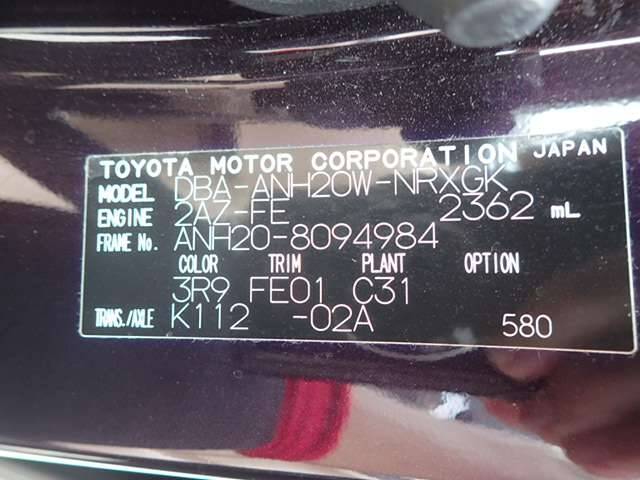 TOYOTA MOTOR CORPORATION JAPAN
MODEL DBA-ANH20W-NRXGK
ENGINE 2AZ-FE 2362 mL
FRAME No. ANH20-8094984
COLOR TRIM PLANT OPTION
3R9 FE01 C31
TRANS./AXLE K112 -02A 580